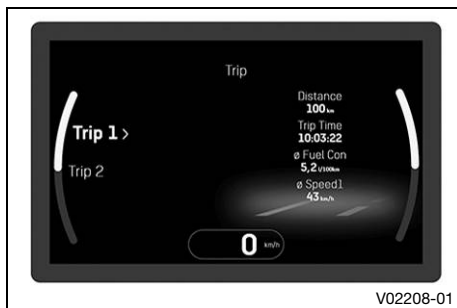 Trip
Trip 1 >
Trip 2
Distance
100 km
Trip Time
10:03:22
ø Fuel Con
5,2 l/100km
ø Speed1
43 km/h
0 km/h
V02208-01